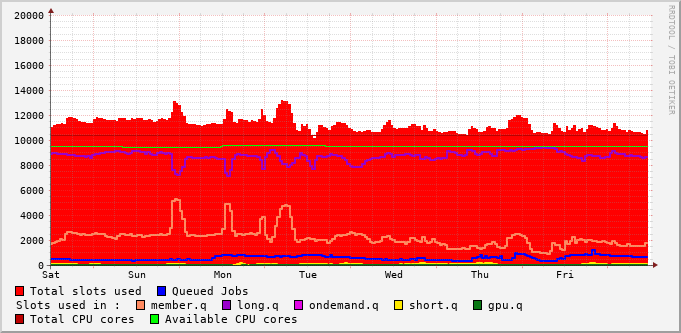 20000
18000
16000
14000
12000
10000
8000
6000
4000
2000
0
Sat Sun Mon Tue Wed Thu Fri
Total slots used Queued Jobs
Slots used in : member.q long.q ondemand.q short.q gpu.q
Total CPU cores Available CPU cores
RRDTOOL / TOBI OETIKER